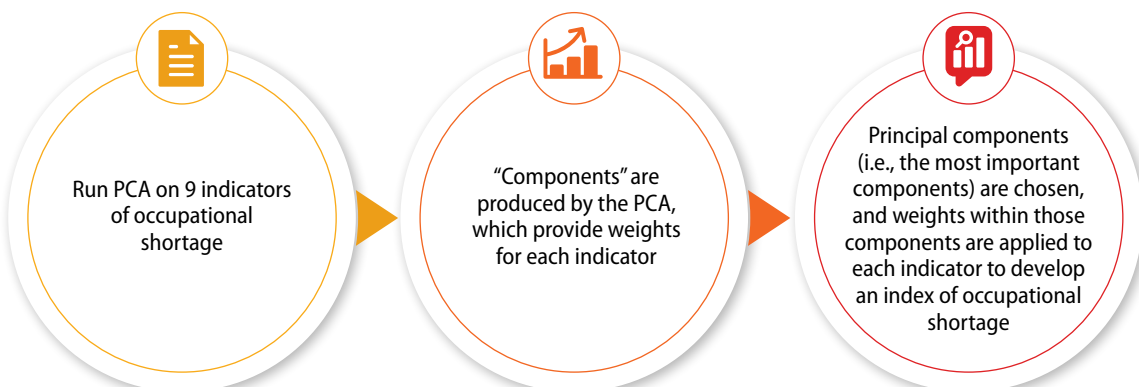 Run PCA on 9 indicators
of occupational
shortage
“Components” are
produced by the PCA,
which provide weights
for each indicator
Principal components
(i.e., the most important
components) are chosen,
and weights within those
components are applied to
each indicator to develop
an index of occupational
shortage